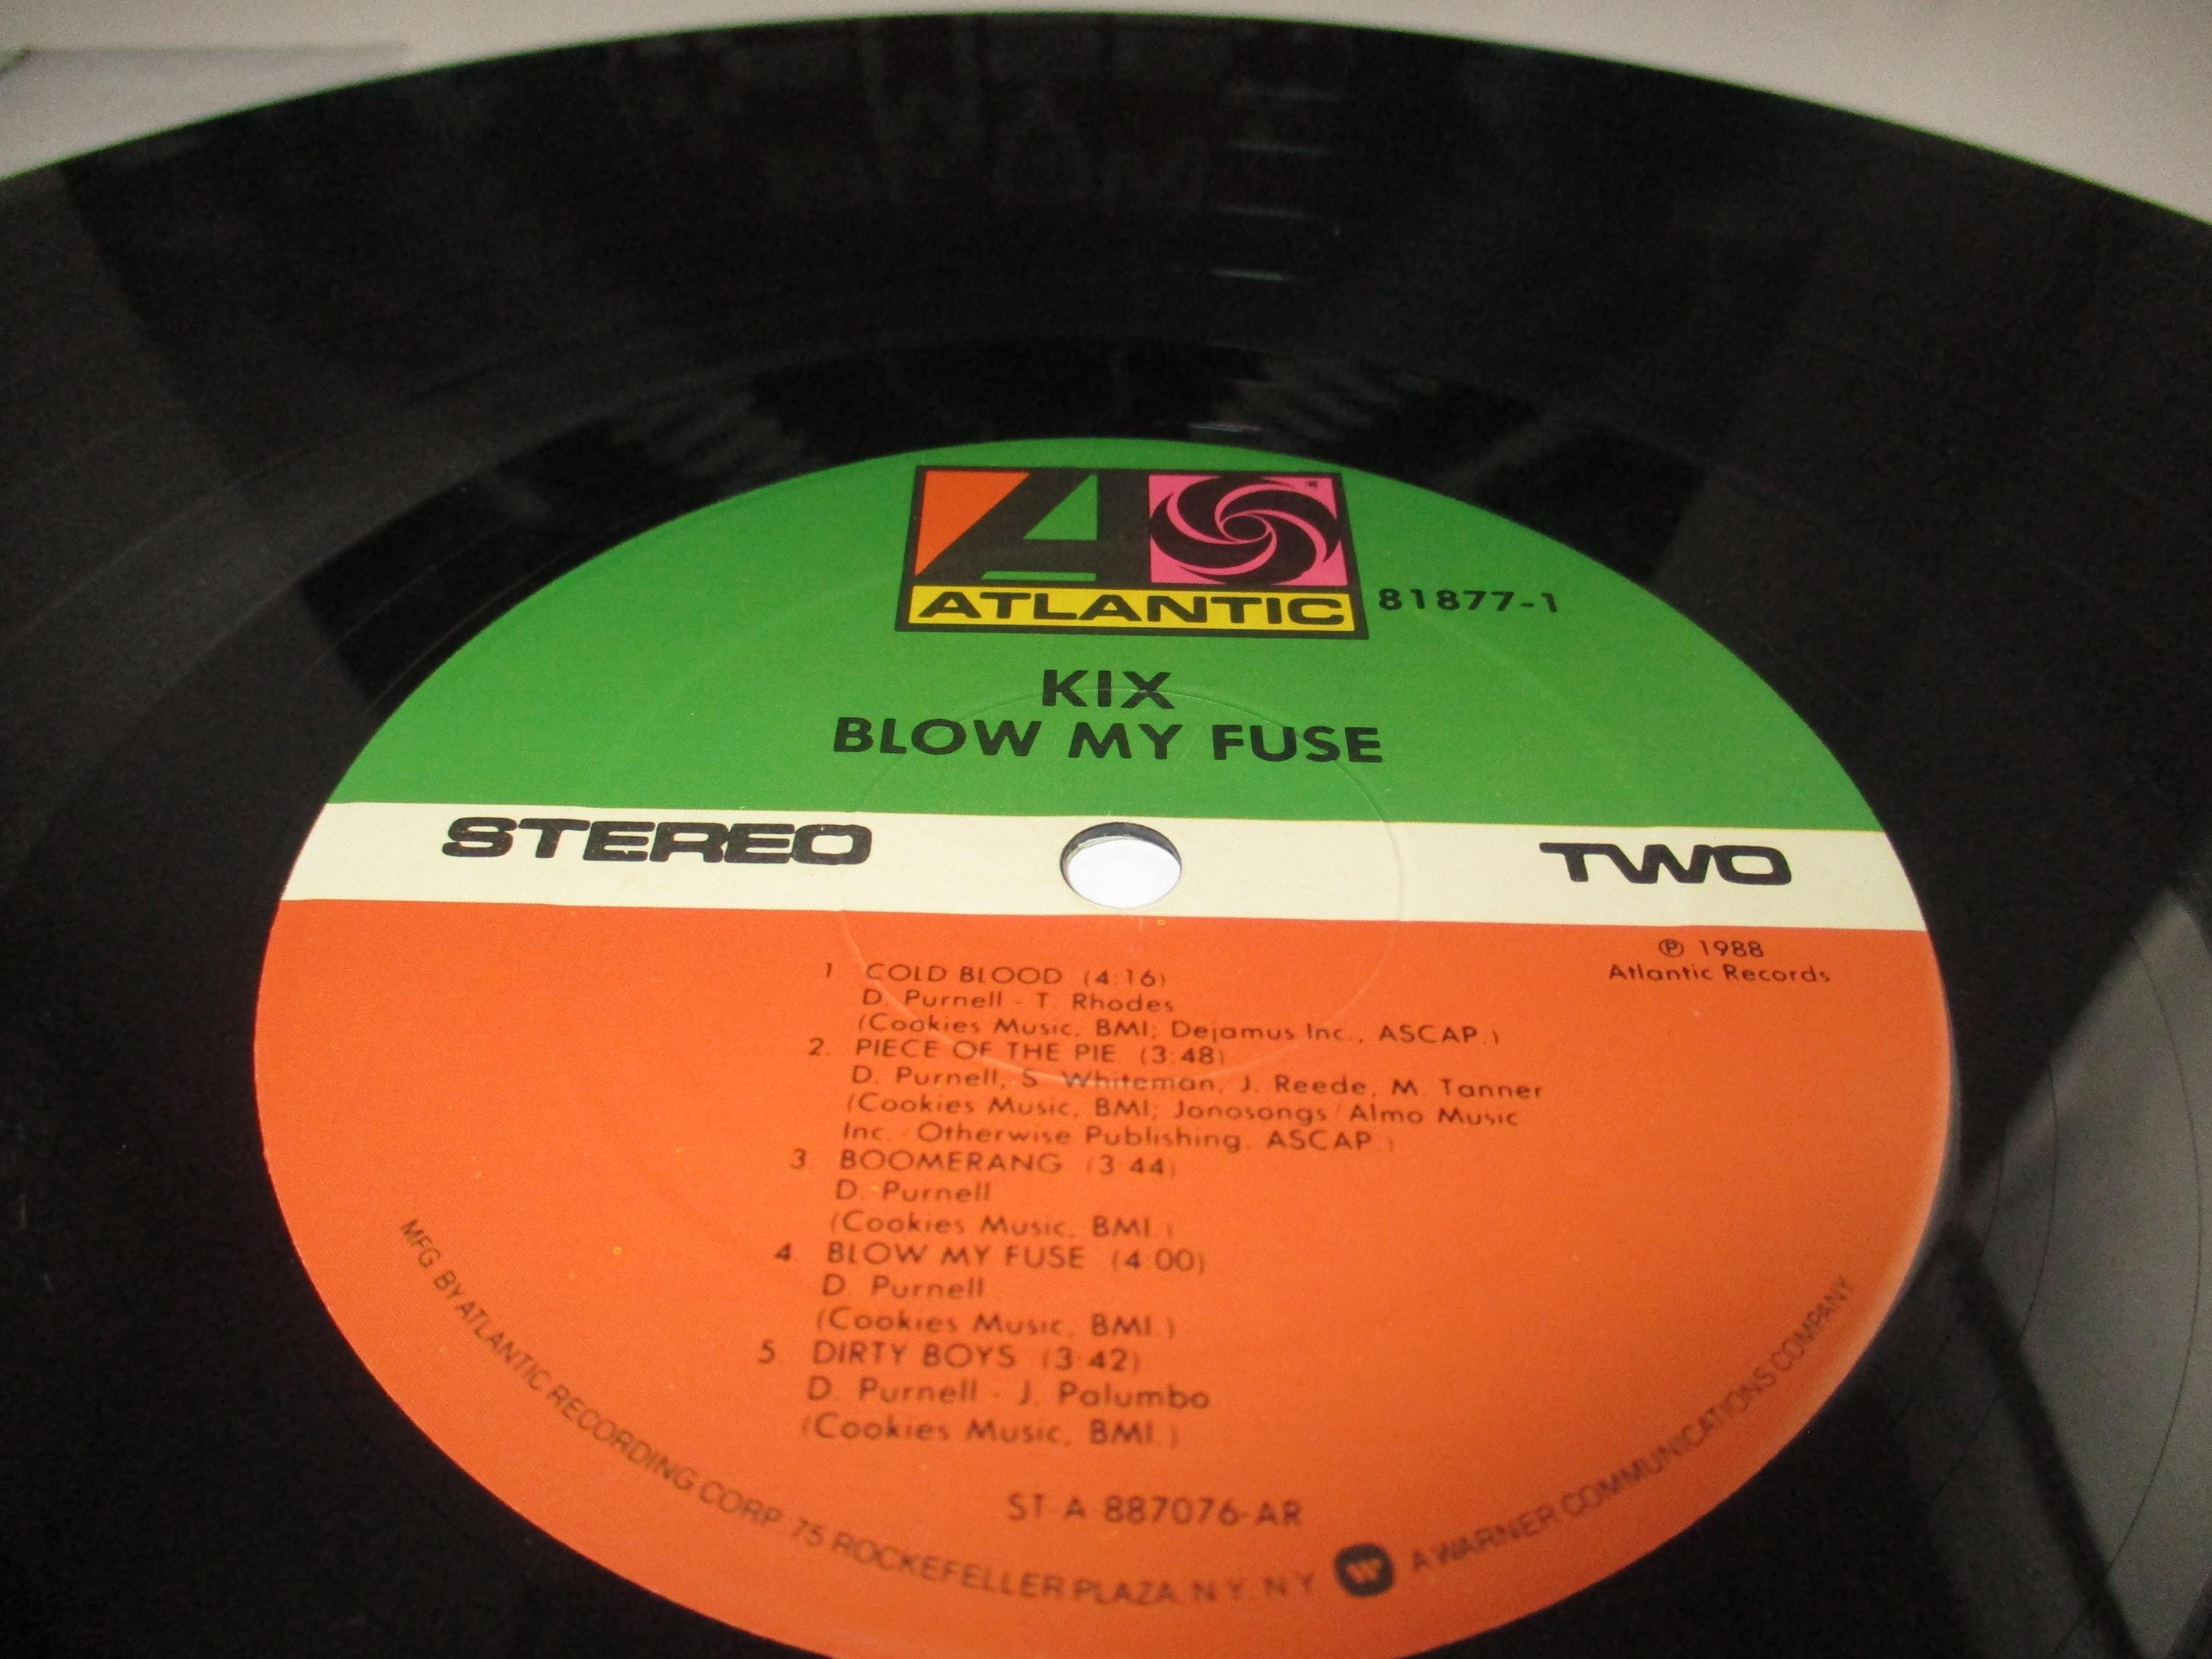 ATLANTIC
81877-1
KIX
BLOW MY FUSE
STEREO
TWO
℗ 1988
Atlantic Records
1 COLD BLOOD (4:16)
D. Purnell - T. Rhodes
(Cookies Music, BMI; Dejamus Inc., ASCAP.)
2. PIECE OF THE PIE (3:48)
D. Purnell, S. Whiteman, J. Reede, M. Tanner
(Cookies Music, BMI; Jonosongs/Almo Music
Inc. - Otherwise Publishing, ASCAP.)
3. BOOMERANG (3:44)
D. Purnell
(Cookies Music, BMI.)
4. BLOW MY FUSE (4:00)
D. Purnell
(Cookies Music, BMI.)
5 DIRTY BOYS (3:42)
D. Purnell - J. Palumbo
(Cookies Music, BMI.)
ST A 887076-AR
MFG BY ATLANTIC RECORDING CORP. 75 ROCKEFELLER PLAZA N.Y. N.Y. W A WARNER COMMUNICATIONS COMPANY